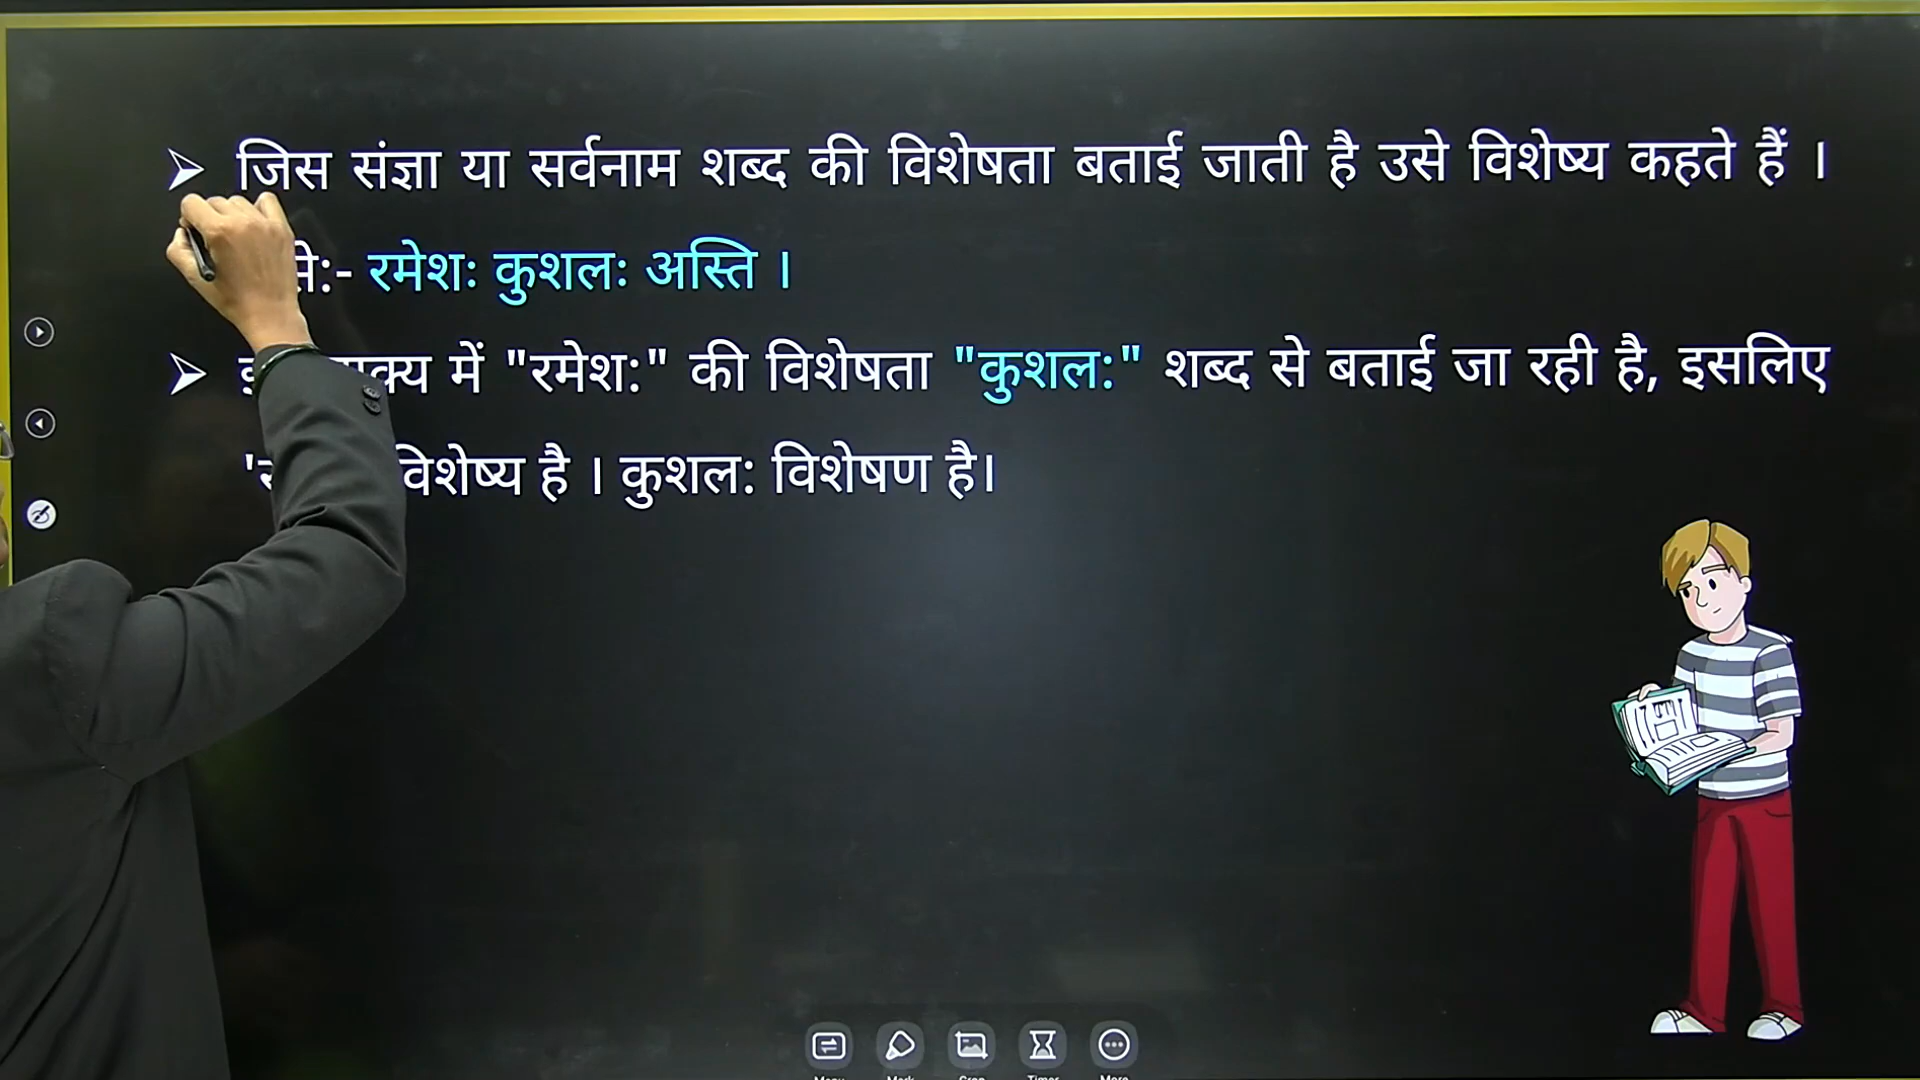 जिस संज्ञा या सर्वनाम शब्द की विशेषता बताई जाती है उसे विशेष्य कहते हैं ।
रमेशः कुशलः अस्ति ।
में "रमेश:" की विशेषता "कुशल:" शब्द से बताई जा रही है, इसलिए
विशेष्य है । कुशल: विशेषण है।